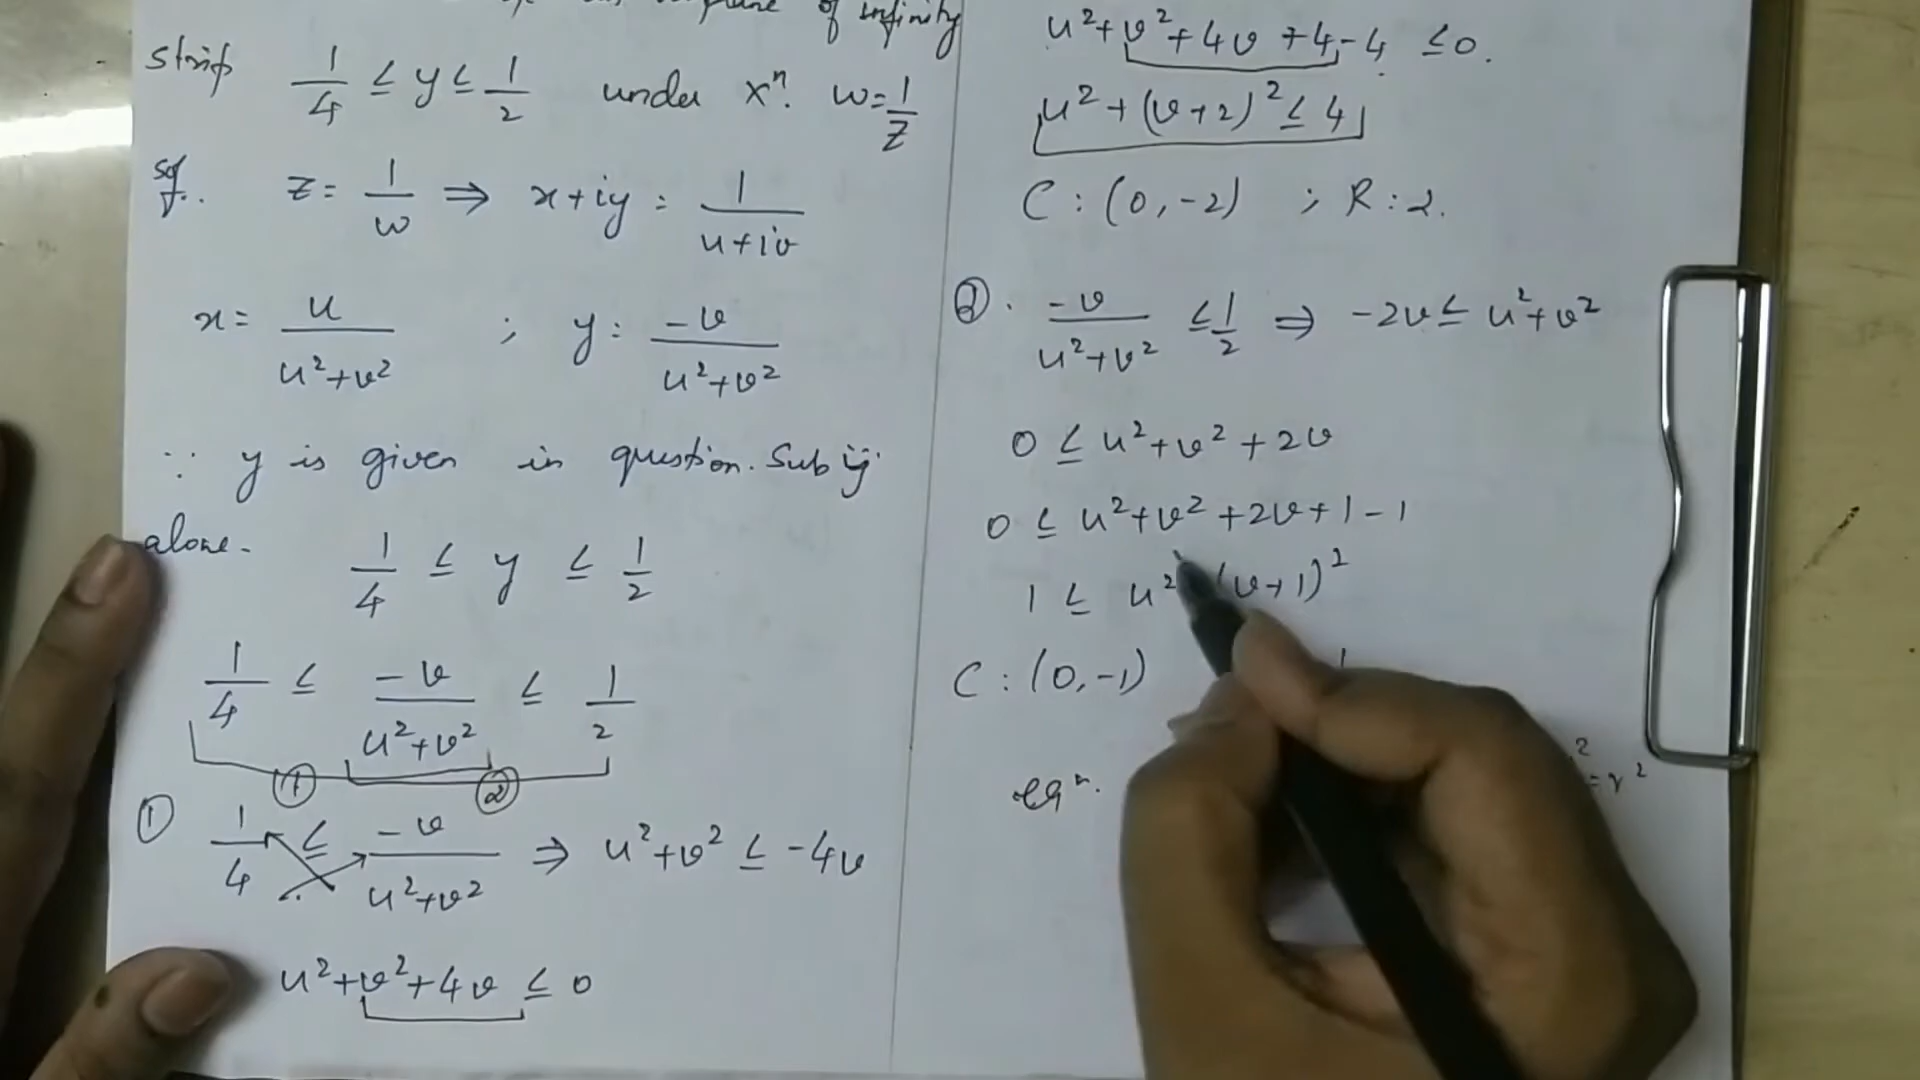 of infinity
strip 1/4 ≤ y ≤ 1/2 under xⁿ. w = 1/z
sol.. z = 1/w ⇒ x + iy = 1/(u + iv)
x = u/(u² + v²) ; y = -v/(u² + v²)
∵ y is given in question. Sub 'y'
alone.
1/4 ≤ y ≤ 1/2
1/4 ≤ -v/(u² + v²) ≤ 1/2
① ②
① 1/4 ≤ -v/(u² + v²) ⇒ u² + v² ≤ -4v
u² + v² + 4v ≤ 0
u² + v² + 4v + 4 - 4 ≤ 0.
u² + (v + 2)² ≤ 4
C : (0, -2) ; R : 2.
②. -v/(u² + v²) ≤ 1/2 ⇒ -2v ≤ u² + v²
0 ≤ u² + v² + 2v
0 ≤ u² + v² + 2v + 1 - 1
1 ≤ u² (v + 1)²
C : (0, -1) 1
eqⁿ. ² = r²